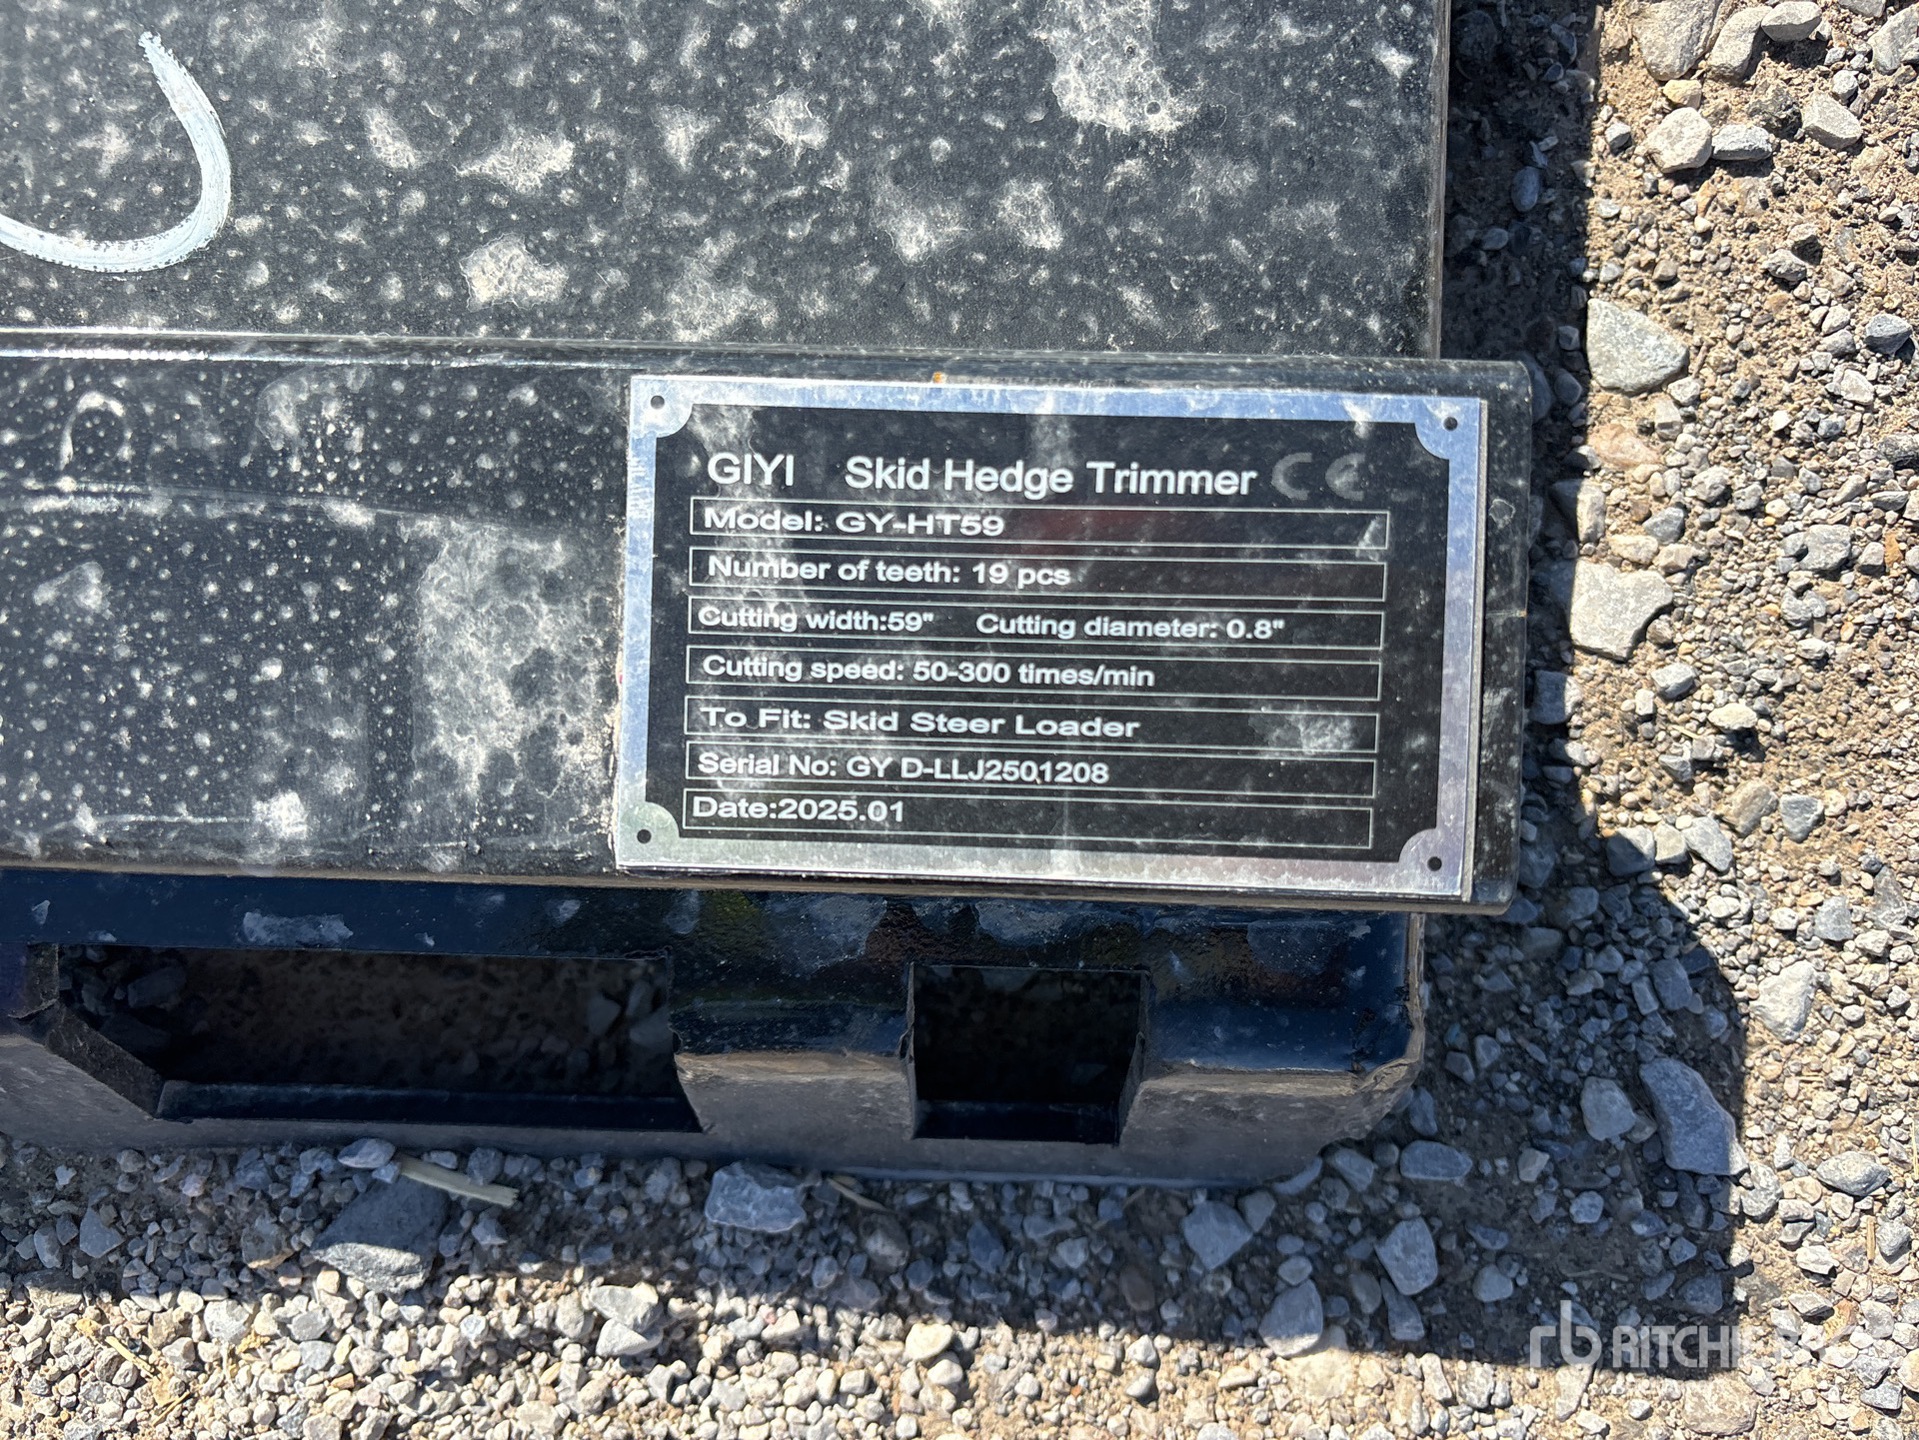 GIYI Skid Hedge Trimmer CE
Model: GY-HT59
Number of teeth: 19 pcs
Cutting width:59" Cutting diameter: 0.8"
Cutting speed: 50-300 times/min
To Fit: Skid Steer Loader
Serial No: GY D-LLJ2501208
Date:2025.01
rb RITCHIE